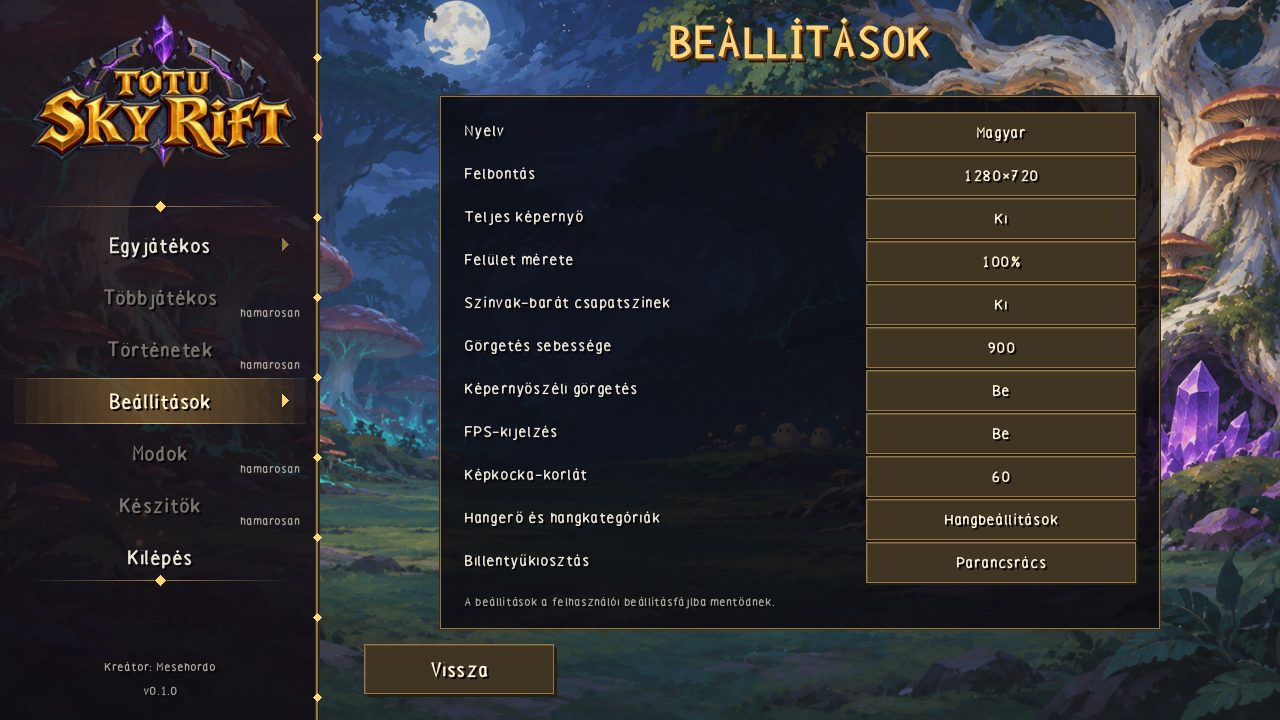 TOTU
SKY RIFT
Egyjátékos
Többjátékos
hamarosan
Történetek
hamarosan
Beállítások
Modok
hamarosan
Készítők
hamarosan
Kilépés
Kreátor: Mesehordo
v0.1.0
BEÁLLÍTÁSOK
Nyelv Magyar
Felbontás 1280×720
Teljes képernyő Ki
Felület mérete 100%
Színvak-barát csapatszínek Ki
Görgetés sebessége 900
Képernyőszéli görgetés Be
FPS-kijelzés Be
Képkocka-korlát 60
Hangerő és hangkategóriák Hangbeállítások
Billentyűkiosztás Parancsrács
A beállítások a felhasználói beállításfájlba mentődnek.
Vissza